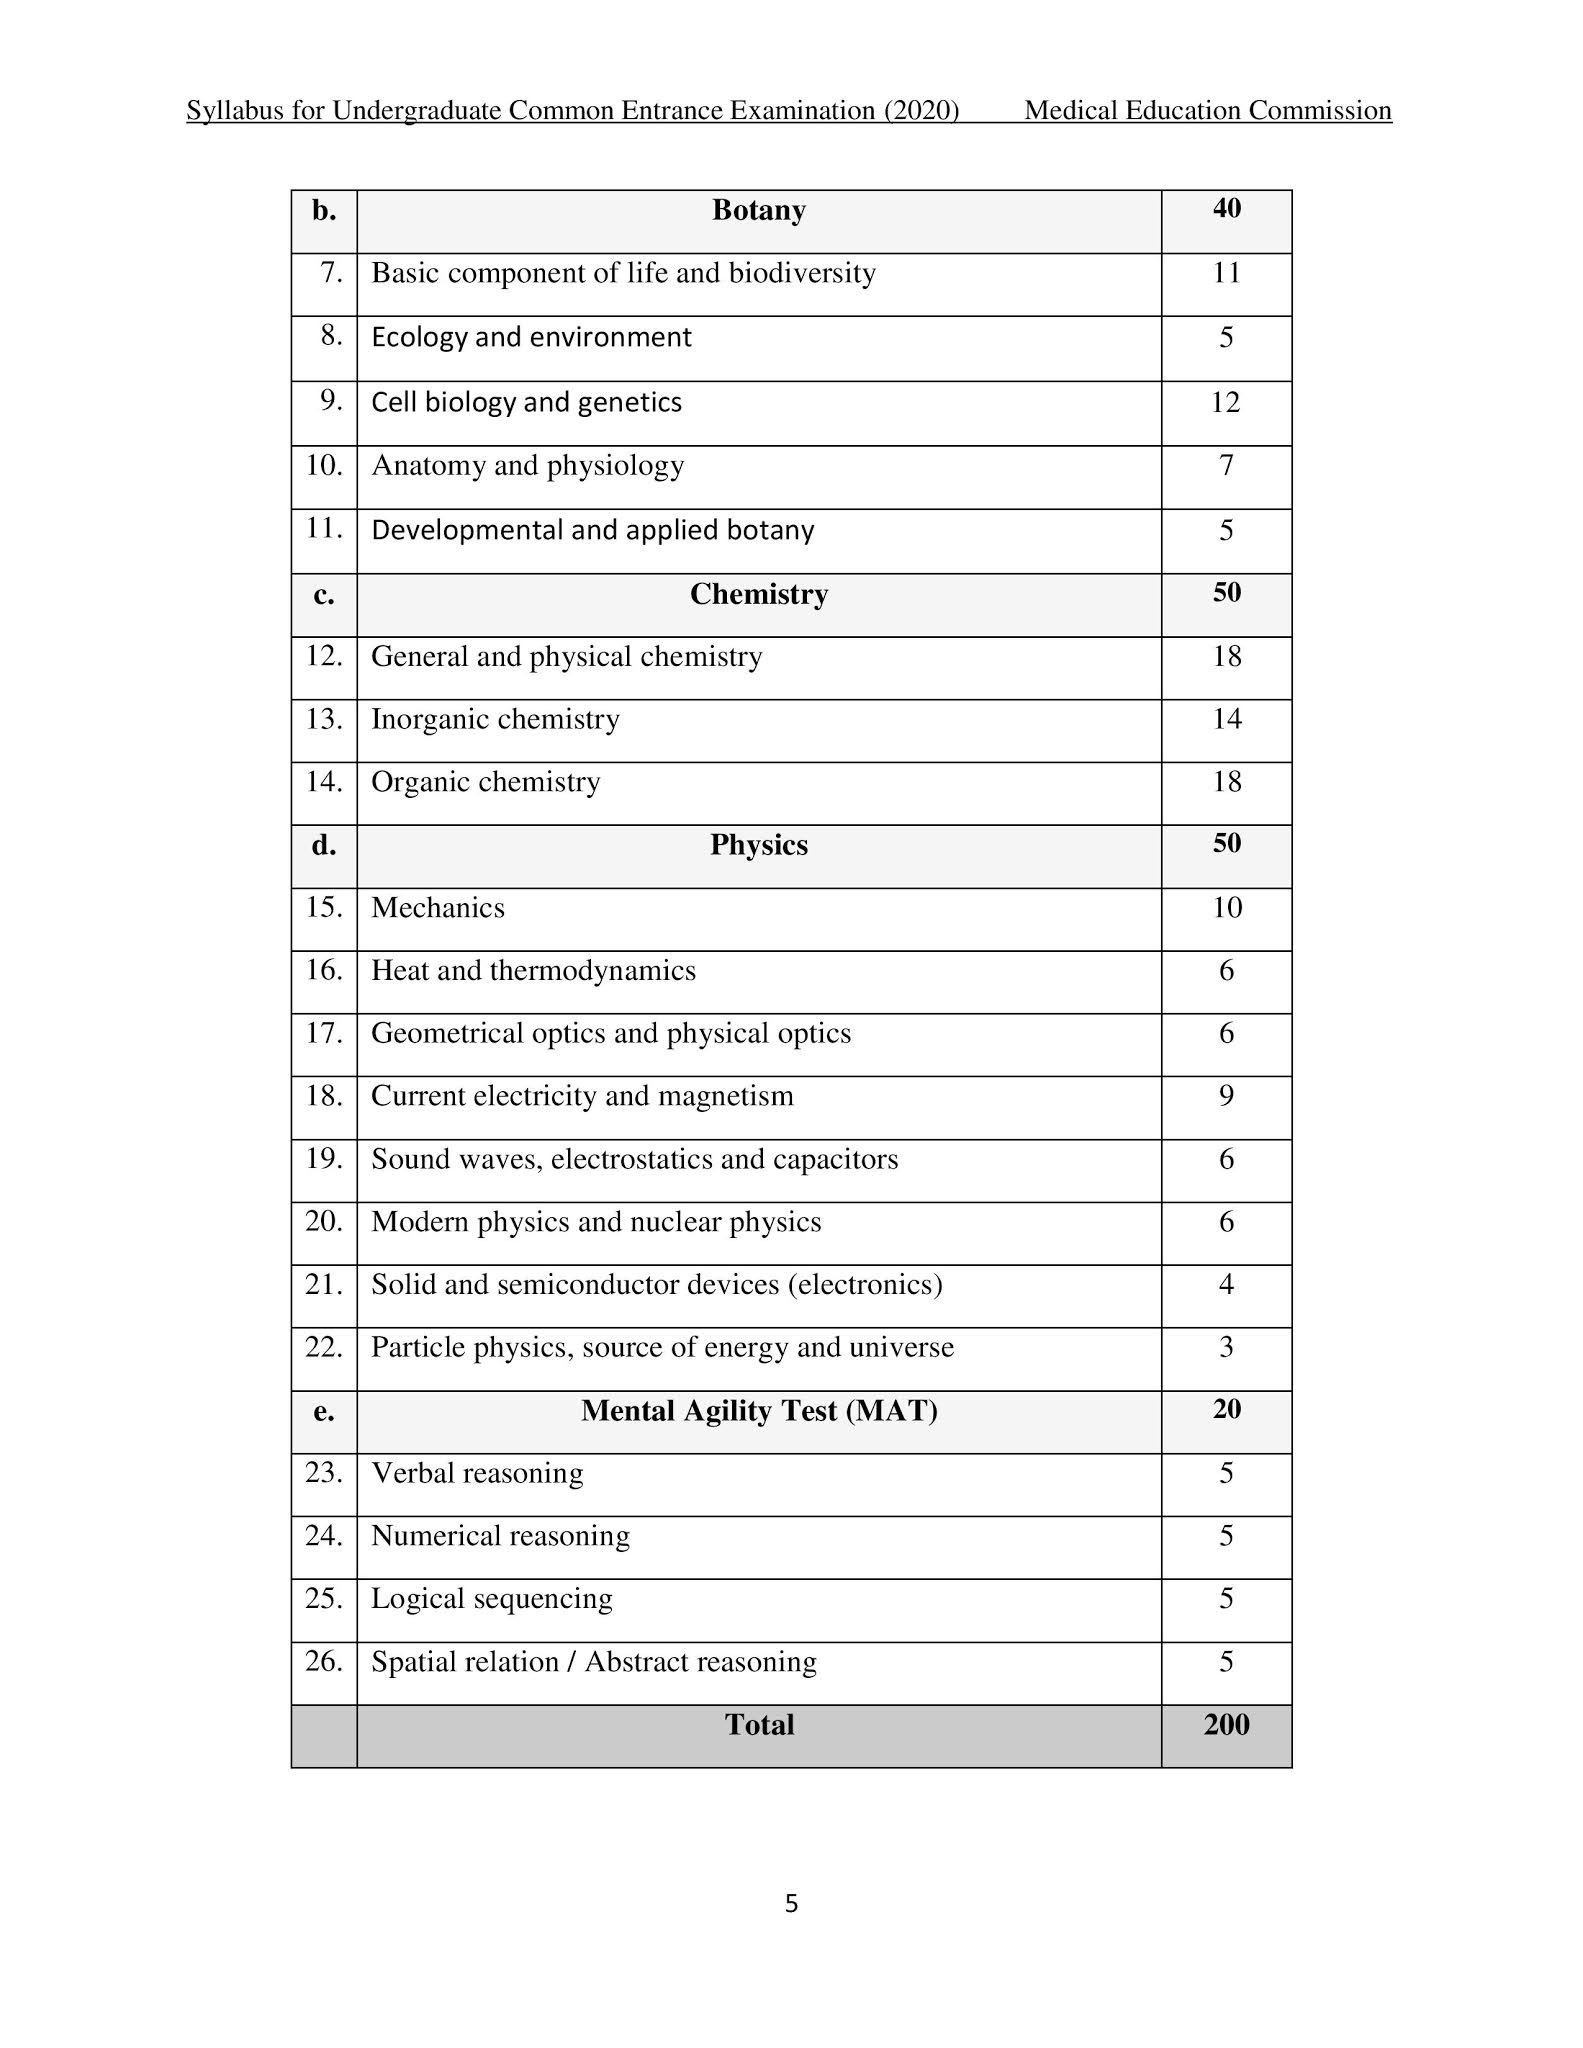 Syllabus for Undergraduate Common Entrance Examination (2020) Medical Education Commission
b. Botany 40
7. Basic component of life and biodiversity 11
8. Ecology and environment 5
9. Cell biology and genetics 12
10. Anatomy and physiology 7
11. Developmental and applied botany 5
c. Chemistry 50
12. General and physical chemistry 18
13. Inorganic chemistry 14
14. Organic chemistry 18
d. Physics 50
15. Mechanics 10
16. Heat and thermodynamics 6
17. Geometrical optics and physical optics 6
18. Current electricity and magnetism 9
19. Sound waves, electrostatics and capacitors 6
20. Modern physics and nuclear physics 6
21. Solid and semiconductor devices (electronics) 4
22. Particle physics, source of energy and universe 3
e. Mental Agility Test (MAT) 20
23. Verbal reasoning 5
24. Numerical reasoning 5
25. Logical sequencing 5
26. Spatial relation / Abstract reasoning 5
Total 200
5